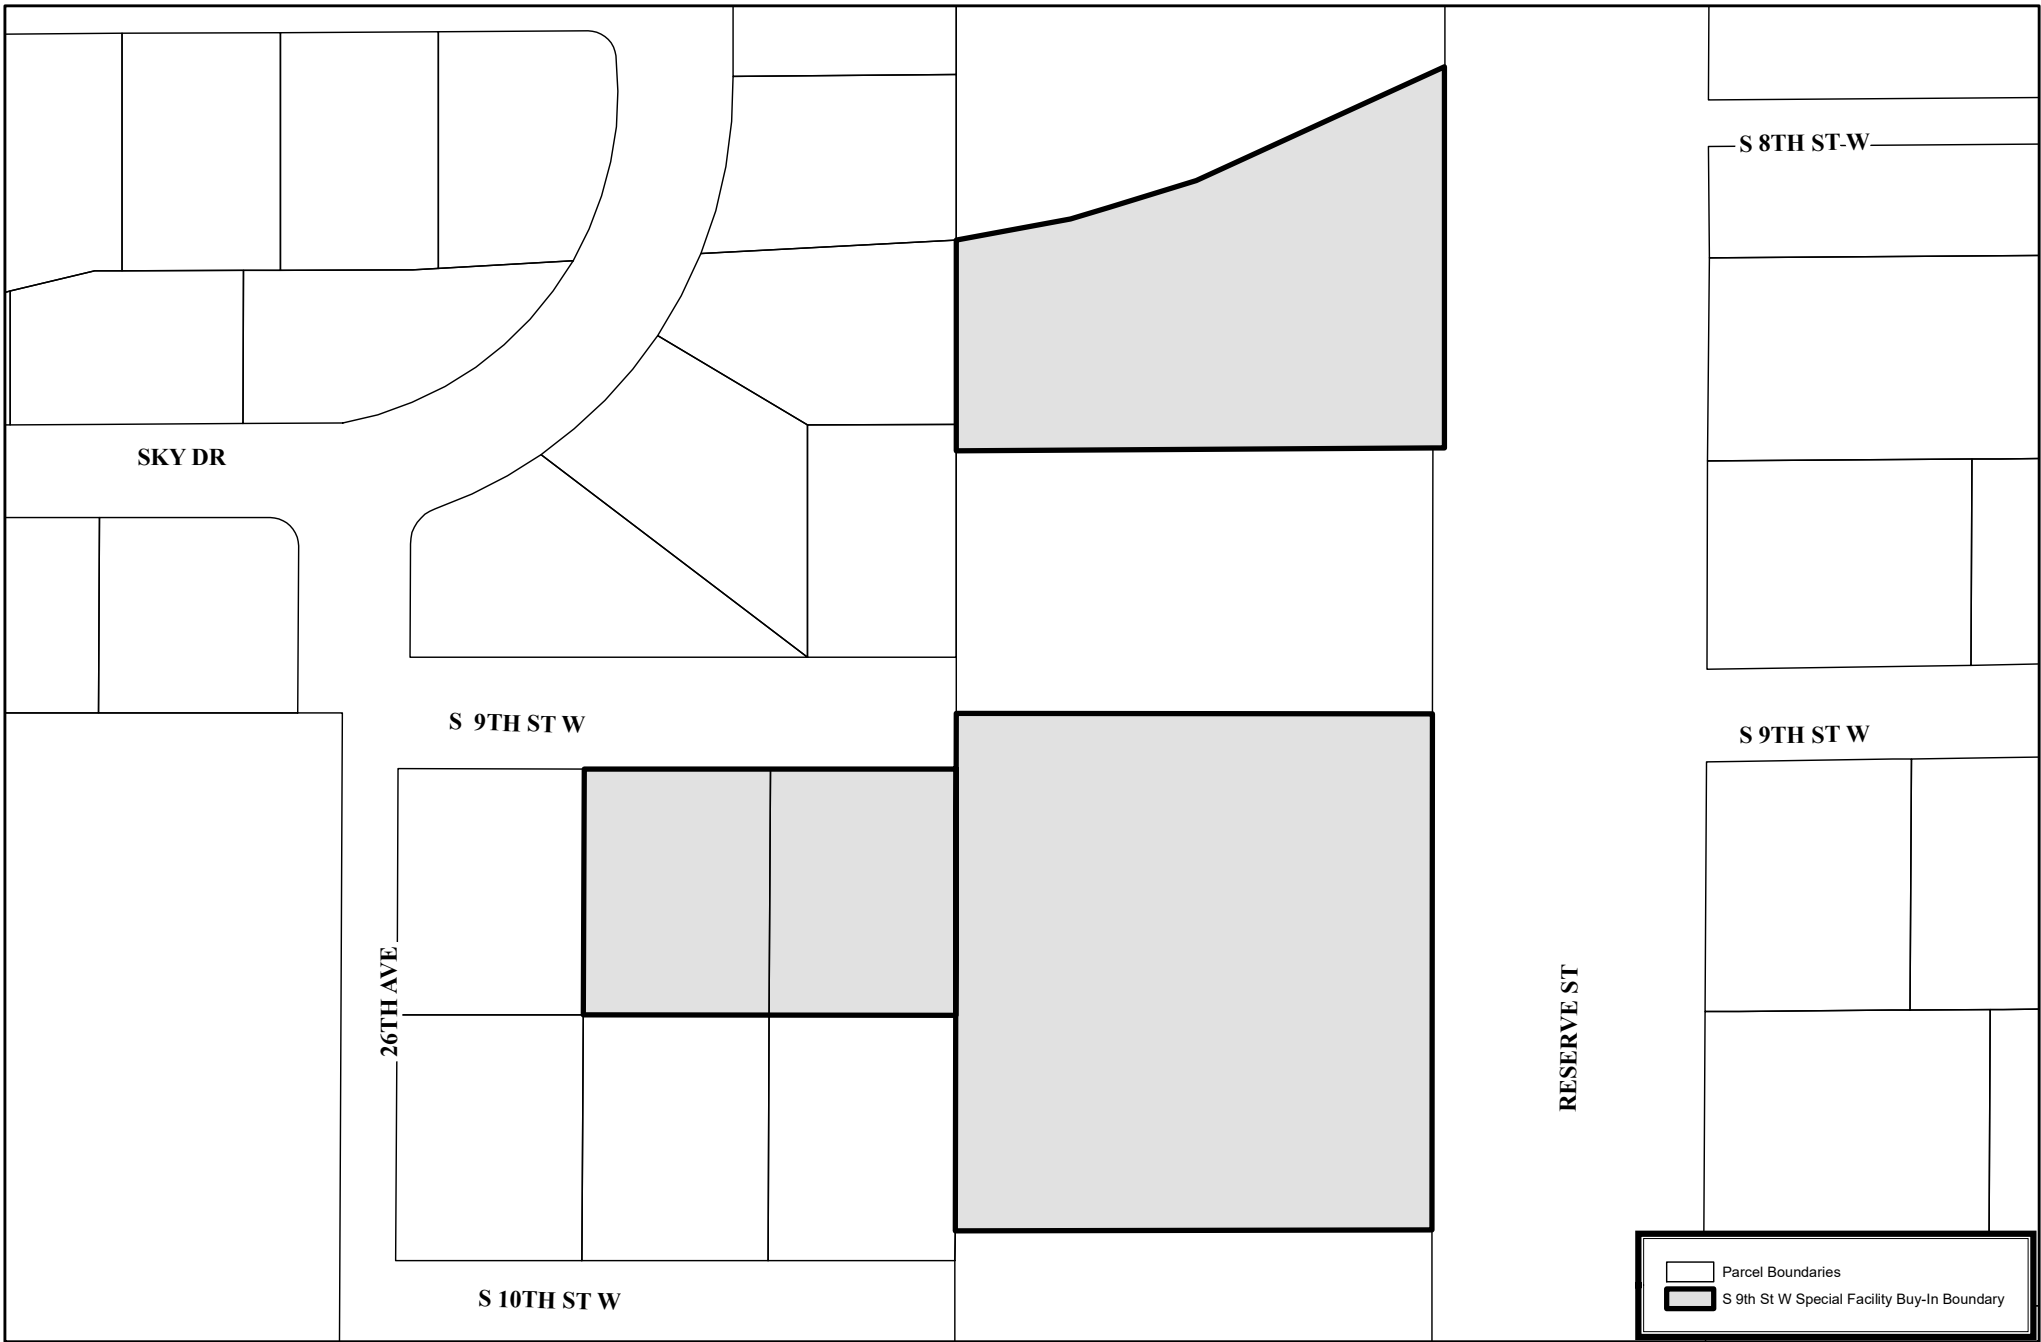 S 8TH ST W
SKY DR
S 9TH ST W
S 9TH ST W
26TH AVE
RESERVE ST
S 10TH ST W
Parcel Boundaries
S 9th St W Special Facility Buy-In Boundary